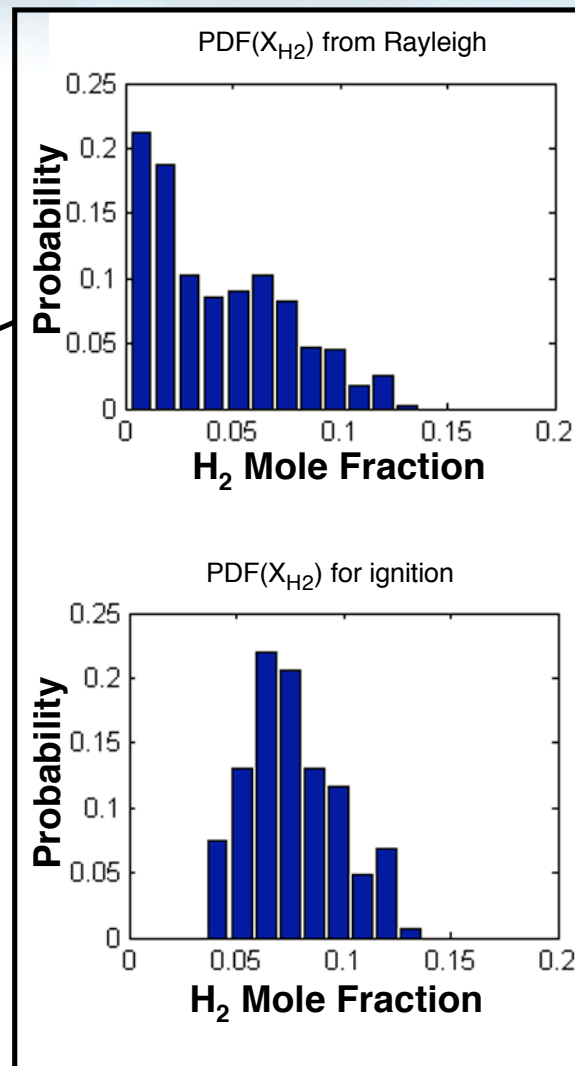 PDF(X_H2) from Rayleigh
0.25
0.2
0.15
0.1
0.05
0
Probability
0 0.05 0.1 0.15 0.2
H₂ Mole Fraction
PDF(X_H2) for ignition
0.25
0.2
0.15
0.1
0.05
0
Probability
0 0.05 0.1 0.15 0.2
H₂ Mole Fraction